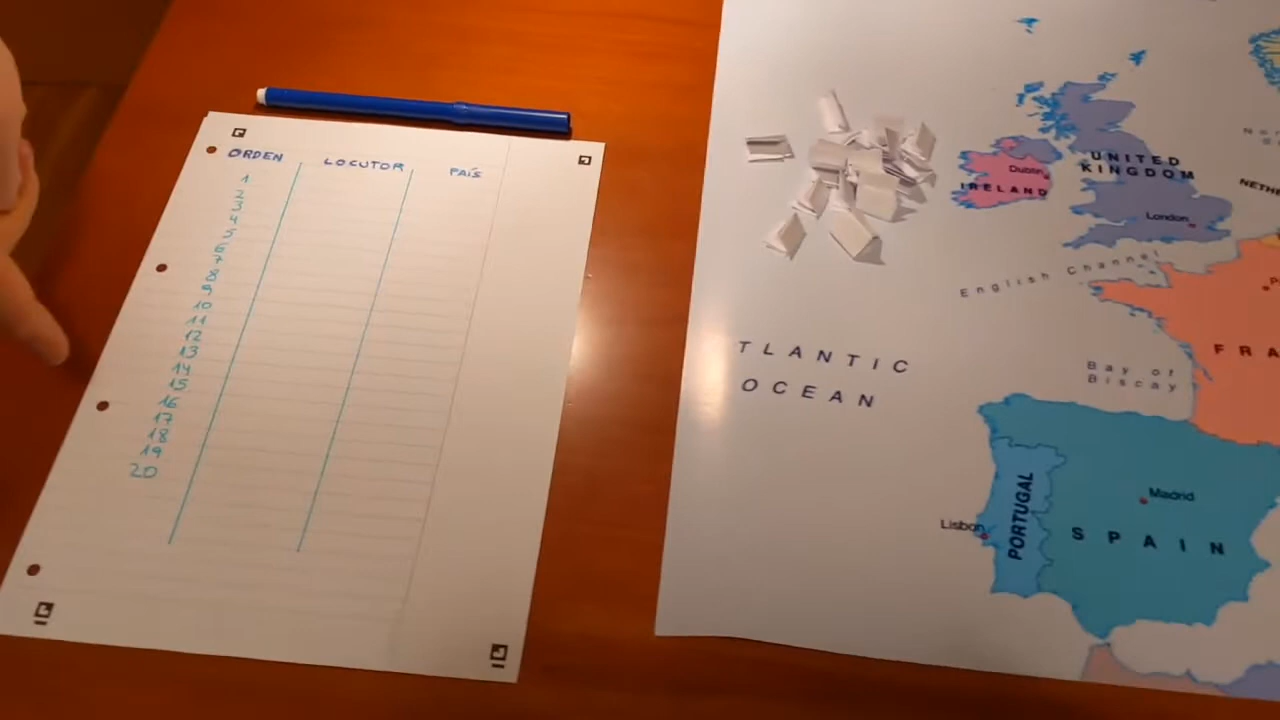 ORDEN LOCUTOR PAÍS
1
2
3
4
5
6
7
8
9
10
11
12
13
14
15
16
17
18
19
20
UNITED
KINGDOM
Dublin
IRELAND
London
English Channel
FRA
TLANTIC
OCEAN
Bay of
Biscay
Madrid
Lisbon
PORTUGAL
SPAIN